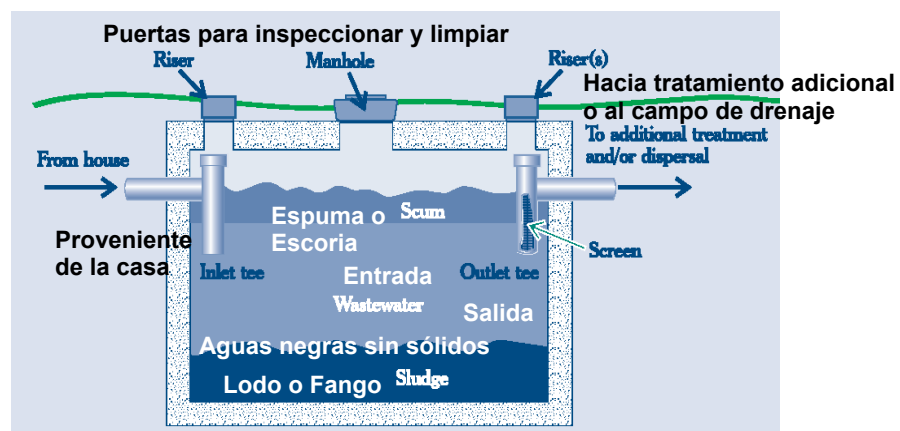 Puertas para inspeccionar y limpiar
Riser
Manhole
Riser(s)
Hacia tratamiento adicional
o al campo de drenaje
To additional treatment
and/or dispersal
From house
Espuma o
Escoria
Scum
Proveniente
de la casa
Screen
Inlet tee
Entrada
Outlet tee
Wastewater
Salida
Aguas negras sin sólidos
Lodo o Fango
Sludge